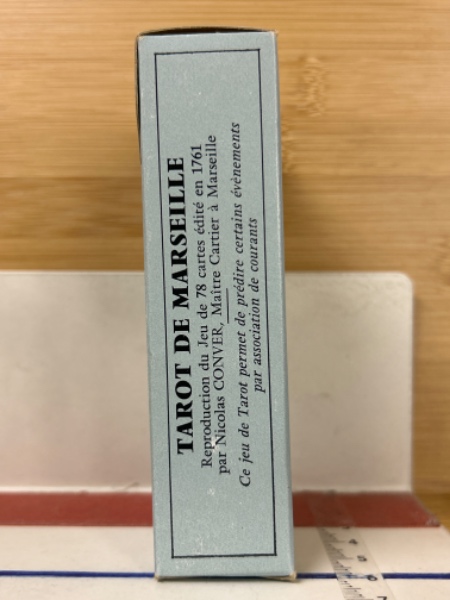 TAROT DE MARSEILLE
Reproduction du Jeu de 78 cartes édité en 1761
par Nicolas CONVER, Maître Cartier à Marseille
Ce jeu de Tarot permet de prédire certains évènements
par association de courants